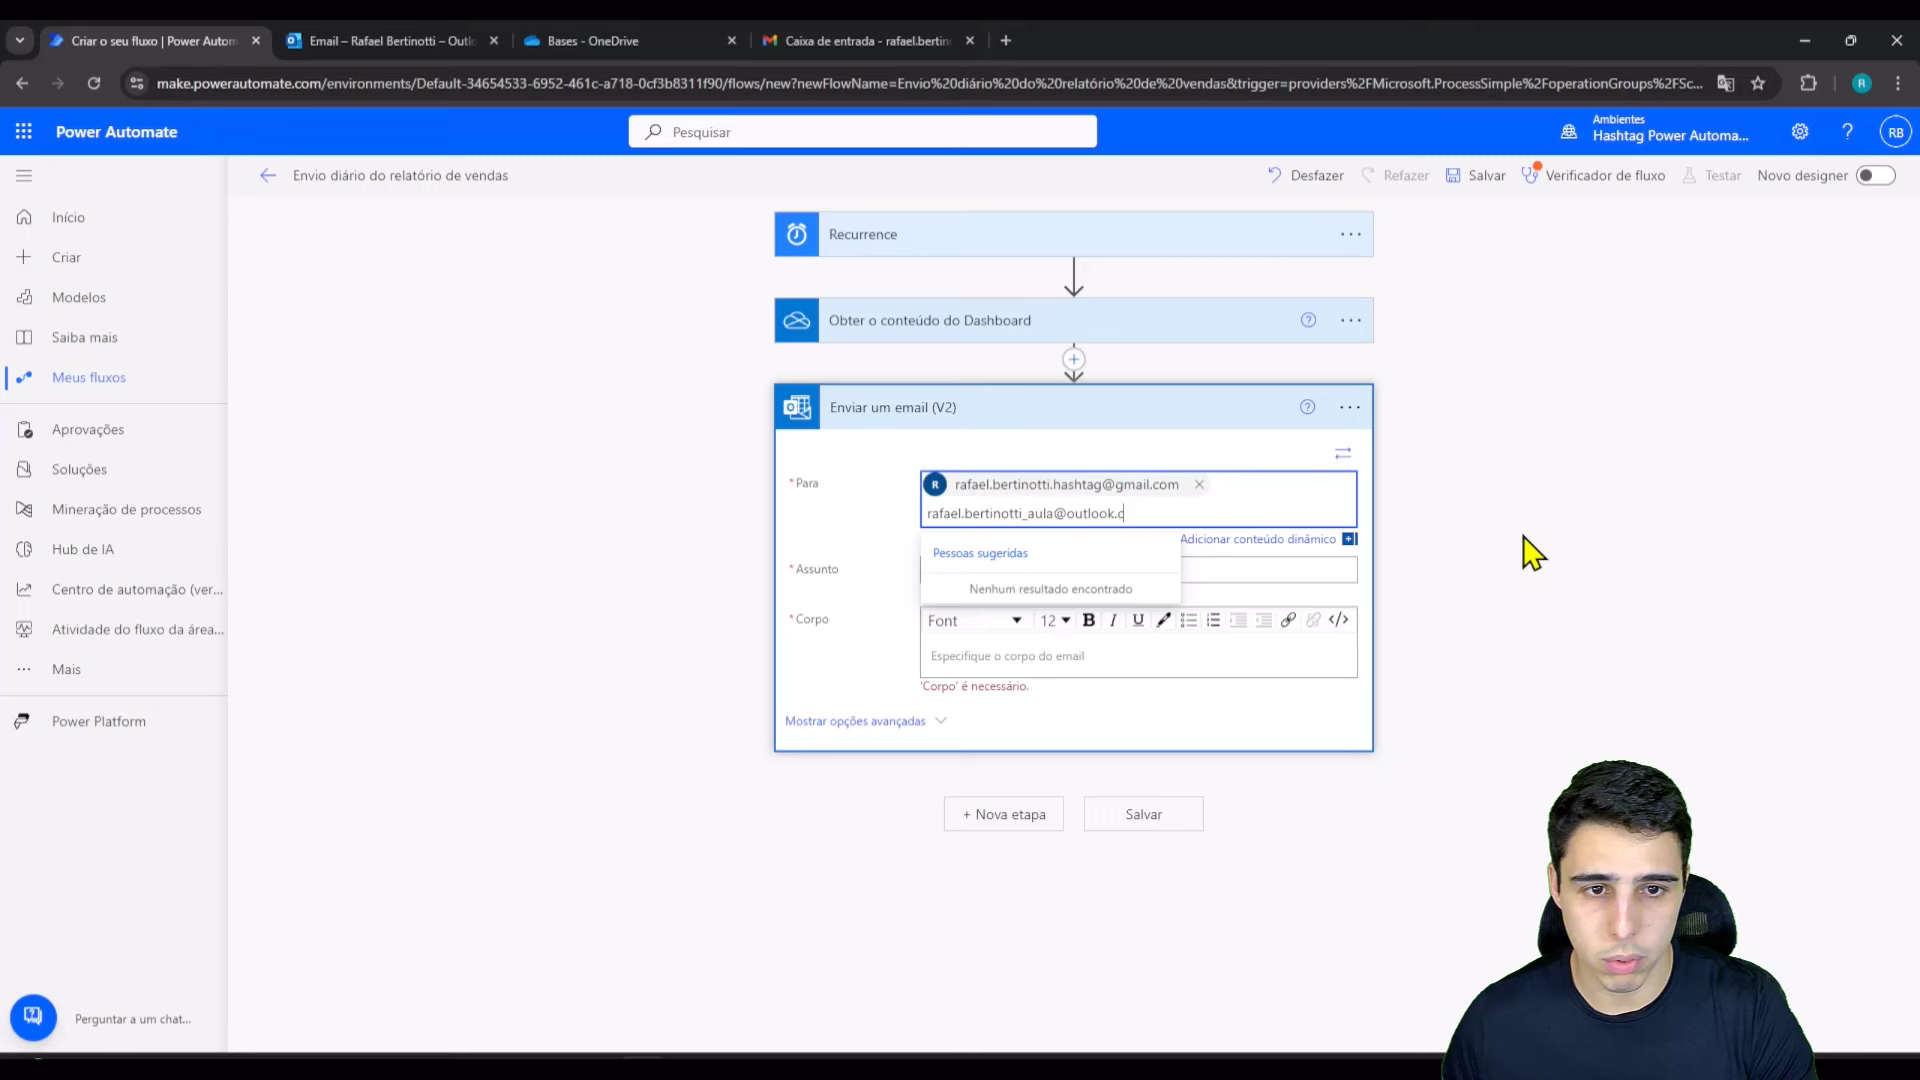 Criar o seu fluxo | Power Autom
Email – Rafael Bertinotti – Outlo
Bases - OneDrive
Caixa de entrada - rafael.bertin
make.powerautomate.com/environments/Default-34654533-6952-461c-a718-0cf3b8311f90/flows/new?newFlowName=Envio%20diário%20do%20relatório%20de%20vendas&trigger=providers%2FMicrosoft.ProcessSimple%2FoperationGroups%2FSc...
R
Power Automate
Pesquisar
Ambientes
Hashtag Power Automa...
?
RB
Envio diário do relatório de vendas
Desfazer
Refazer
Salvar
Verificador de fluxo
Testar
Novo designer
Início
Criar
Modelos
Saiba mais
Meus fluxos
Aprovações
Soluções
Mineração de processos
Hub de IA
Centro de automação (ver...
Atividade do fluxo da área...
Mais
Power Platform
Perguntar a um chat...
Recurrence
Obter o conteúdo do Dashboard
Enviar um email (V2)
*Para
R
rafael.bertinotti.hashtag@gmail.com
rafael.bertinotti_aula@outlook.c
Adicionar conteúdo dinâmico
Pessoas sugeridas
Nenhum resultado encontrado
*Assunto
*Corpo
Font
12
B I U
</>
Especifique o corpo do email
'Corpo' é necessário.
Mostrar opções avançadas
+ Nova etapa
Salvar